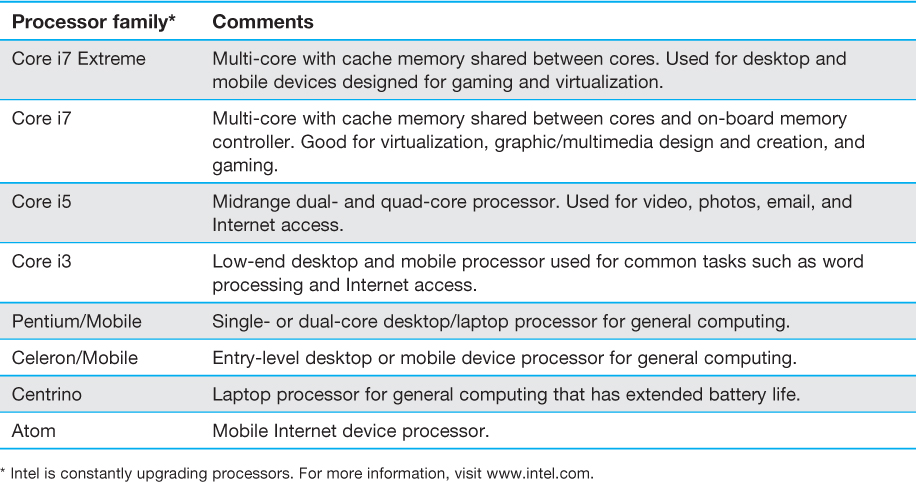 Processor family* Comments
Core i7 Extreme Multi-core with cache memory shared between cores. Used for desktop and
mobile devices designed for gaming and virtualization.
Core i7 Multi-core with cache memory shared between cores and on-board memory
controller. Good for virtualization, graphic/multimedia design and creation, and
gaming.
Core i5 Midrange dual- and quad-core processor. Used for video, photos, email, and
Internet access.
Core i3 Low-end desktop and mobile processor used for common tasks such as word
processing and Internet access.
Pentium/Mobile Single- or dual-core desktop/laptop processor for general computing.
Celeron/Mobile Entry-level desktop or mobile device processor for general computing.
Centrino Laptop processor for general computing that has extended battery life.
Atom Mobile Internet device processor.
* Intel is constantly upgrading processors. For more information, visit www.intel.com.